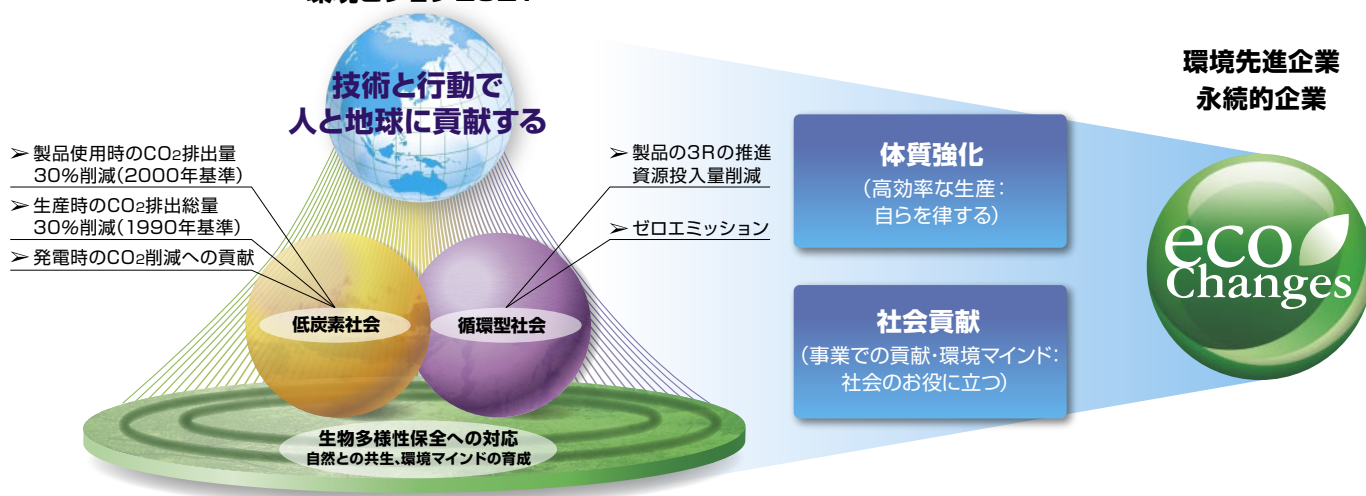 技術と行動で
人と地球に貢献する
➢ 製品使用時のCO₂排出量
30%削減(2000年基準)
➢ 生産時のCO₂排出総量
30%削減(1990年基準)
➢ 発電時のCO₂削減への貢献
➢ 製品の3Rの推進
資源投入量削減
➢ ゼロエミッション
低炭素社会
循環型社会
生物多様性保全への対応
自然との共生、環境マインドの育成
体質強化
(高効率な生産:
自らを律する)
社会貢献
(事業での貢献・環境マインド:
社会のお役に立つ)
環境先進企業
永続的企業
eco
Changes